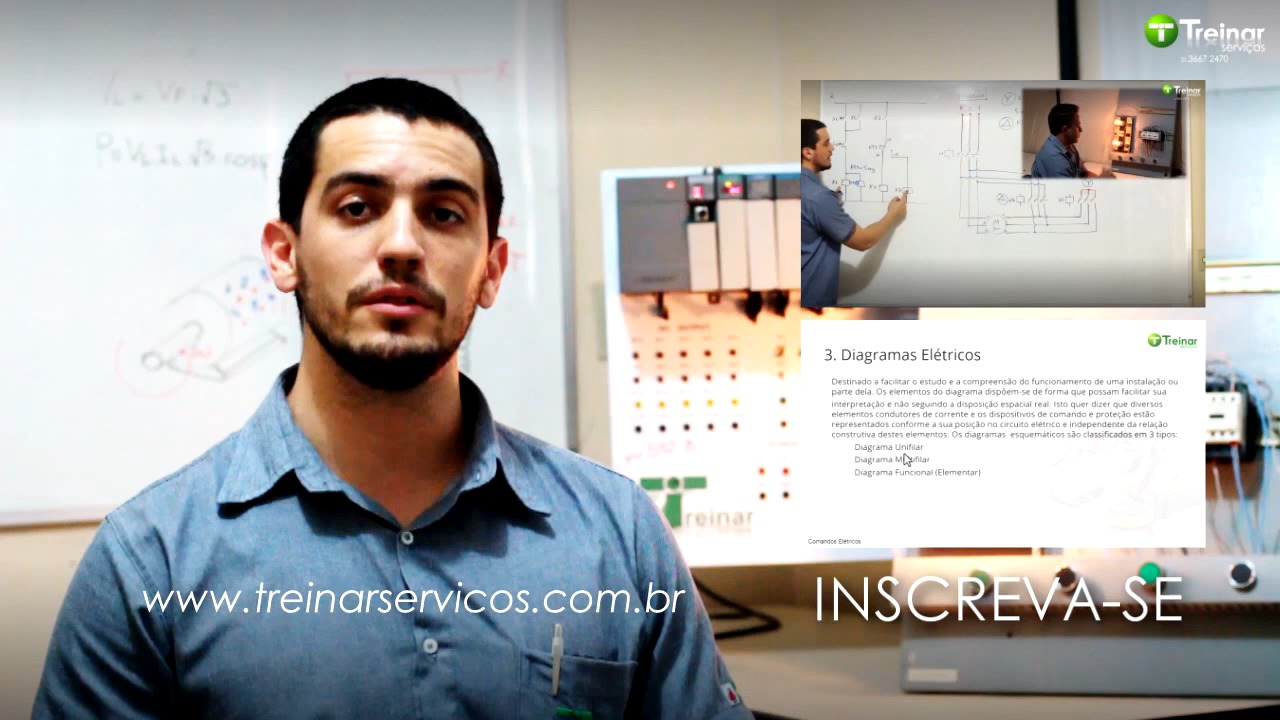 Treinar
serviços
3667 2470
Treinar
3. Diagramas Elétricos
Treinar
Destinado a facilitar o estudo e a compreensão do funcionamento de uma instalação ou
parte dela. Os elementos do diagrama dispõem-se de forma que possam facilitar sua
interpretação e não seguindo a disposição espacial real. Isto quer dizer que diversos
elementos condutores de corrente e os dispositivos de comando e proteção estão
representados conforme a sua posição no circuito elétrico e independente da relação
construtiva destes elementos. Os diagramas esquemáticos são classificados em 3 tipos:
Diagrama Unifilar
Diagrama Multifilar
Diagrama Funcional (Elementar)
Comandos Elétricos
Treinar
www.treinarservicos.com.br
INSCREVA-SE